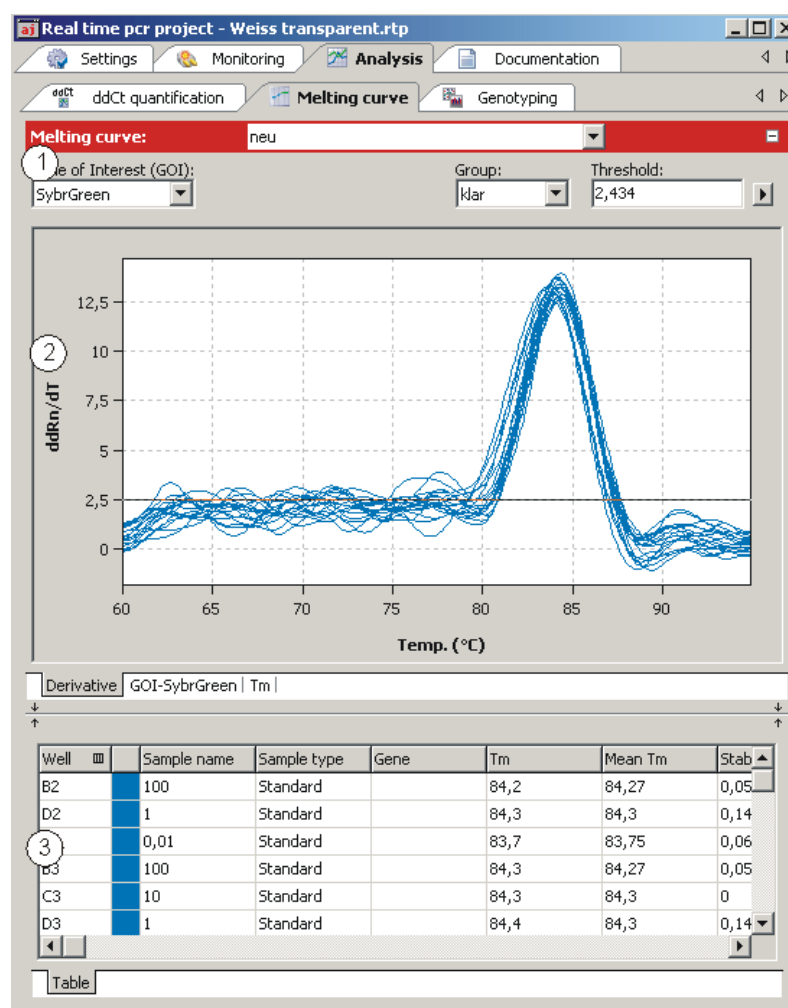 Real time pcr project - Weiss transparent.rtp
Settings Monitoring Analysis Documentation
ddCt ddCt quantification Melting curve Genotyping
Melting curve: neu
1
of Interest (GOI): Group: Threshold:
SybrGreen klar 2,434
12,5
2
10
7,5
5
2,5
0
ddRn/dT
60 65 70 75 80 85 90
Temp. (°C)
Derivative GOI-SybrGreen Tm
Well Sample name Sample type Gene Tm Mean Tm Stab
B2 100 Standard 84,2 84,27 0,05
D2 1 Standard 84,3 84,3 0,14
3 0,01 Standard 83,7 83,75 0,06
B3 100 Standard 84,3 84,27 0,05
C3 10 Standard 84,3 84,3 0
D3 1 Standard 84,4 84,3 0,14
Table